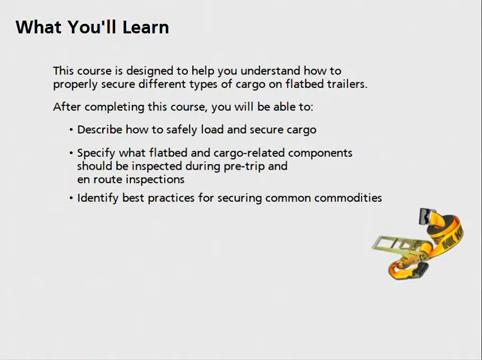 What You'll Learn
This course is designed to help you understand how to
properly secure different types of cargo on flatbed trailers.
After completing this course, you will be able to:
• Describe how to safely load and secure cargo
• Specify what flatbed and cargo-related components
should be inspected during pre-trip and
en route inspections
• Identify best practices for securing common commodities